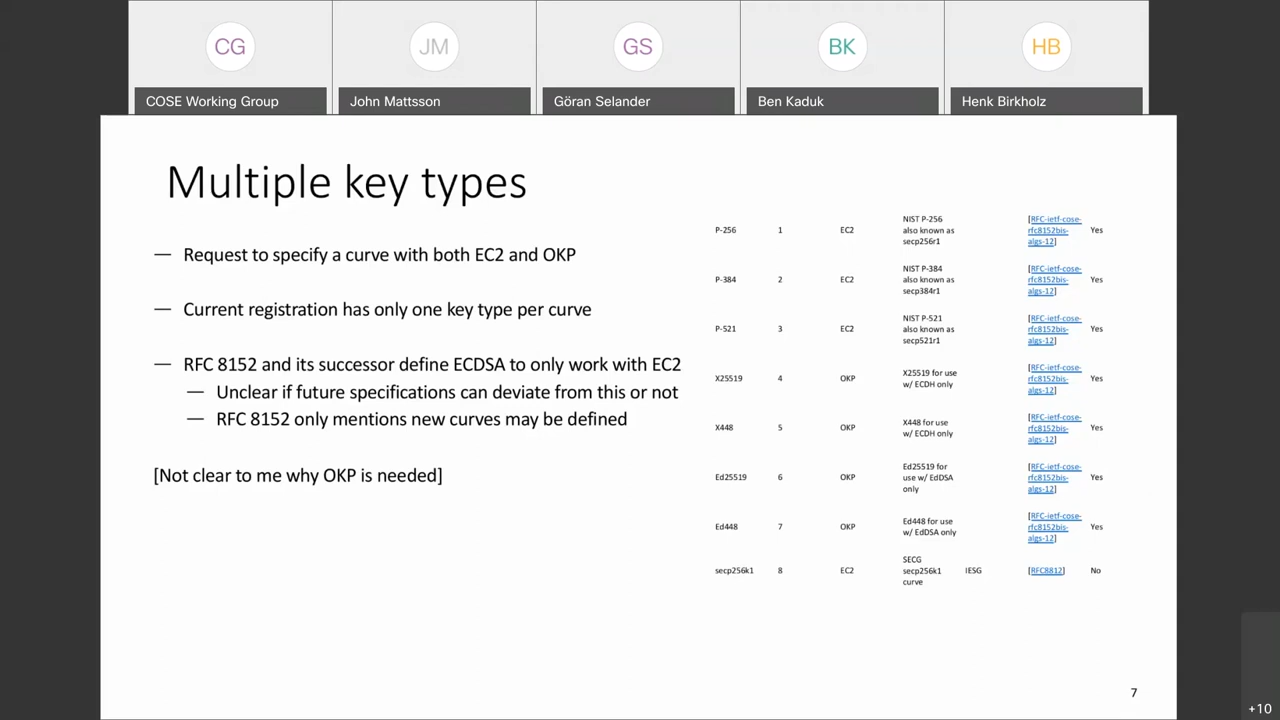 CG
JM
GS
BK
HB
COSE Working Group
John Mattsson
Göran Selander
Ben Kaduk
Henk Birkholz
Multiple key types
— Request to specify a curve with both EC2 and OKP
— Current registration has only one key type per curve
— RFC 8152 and its successor define ECDSA to only work with EC2
— Unclear if future specifications can deviate from this or not
— RFC 8152 only mentions new curves may be defined
[Not clear to me why OKP is needed]
P-256 1 EC2 NIST P-256 also known as secp256r1 [RFC-ietf-cose-rfc8152bis-algs-12] Yes
P-384 2 EC2 NIST P-384 also known as secp384r1 [RFC-ietf-cose-rfc8152bis-algs-12] Yes
P-521 3 EC2 NIST P-521 also known as secp521r1 [RFC-ietf-cose-rfc8152bis-algs-12] Yes
X25519 4 OKP X25519 for use w/ ECDH only [RFC-ietf-cose-rfc8152bis-algs-12] Yes
X448 5 OKP X448 for use w/ ECDH only [RFC-ietf-cose-rfc8152bis-algs-12] Yes
Ed25519 6 OKP Ed25519 for use w/ EdDSA only [RFC-ietf-cose-rfc8152bis-algs-12] Yes
Ed448 7 OKP Ed448 for use w/ EdDSA only [RFC-ietf-cose-rfc8152bis-algs-12] Yes
secp256k1 8 EC2 SECG secp256k1 curve IESG [RFC8812] No
7
+10